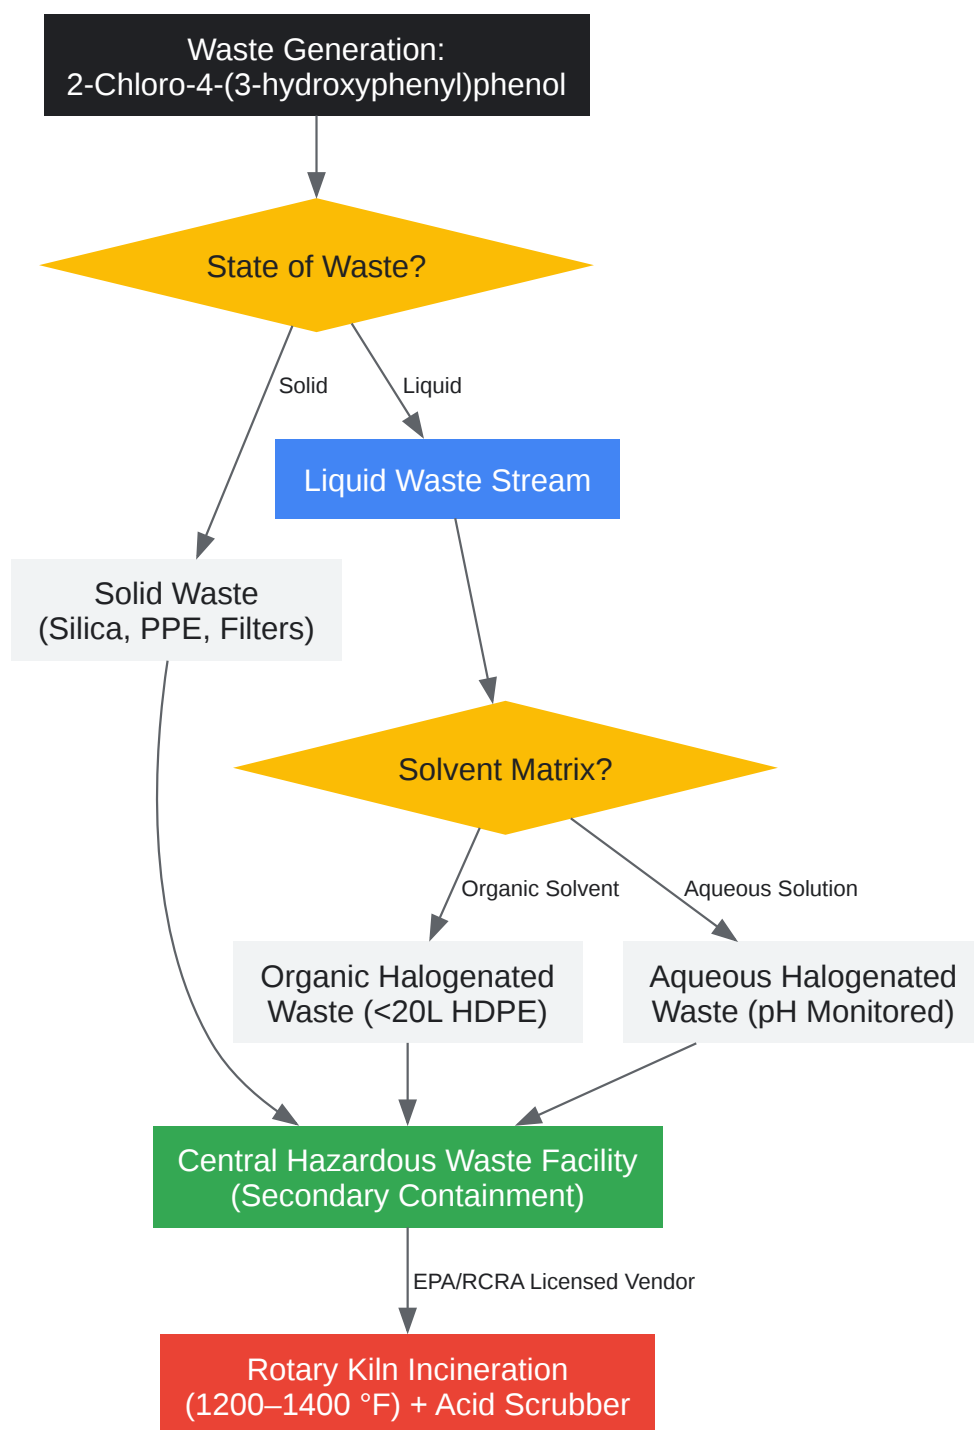 Waste Generation:
2-Chloro-4-(3-hydroxyphenyl)phenol
State of Waste?
Solid
Liquid
Liquid Waste Stream
Solid Waste
(Silica, PPE, Filters)
Solvent Matrix?
Organic Solvent
Aqueous Solution
Organic Halogenated
Waste (<20L HDPE)
Aqueous Halogenated
Waste (pH Monitored)
Central Hazardous Waste Facility
(Secondary Containment)
EPA/RCRA Licensed Vendor
Rotary Kiln Incineration
(1200–1400 °F) + Acid Scrubber